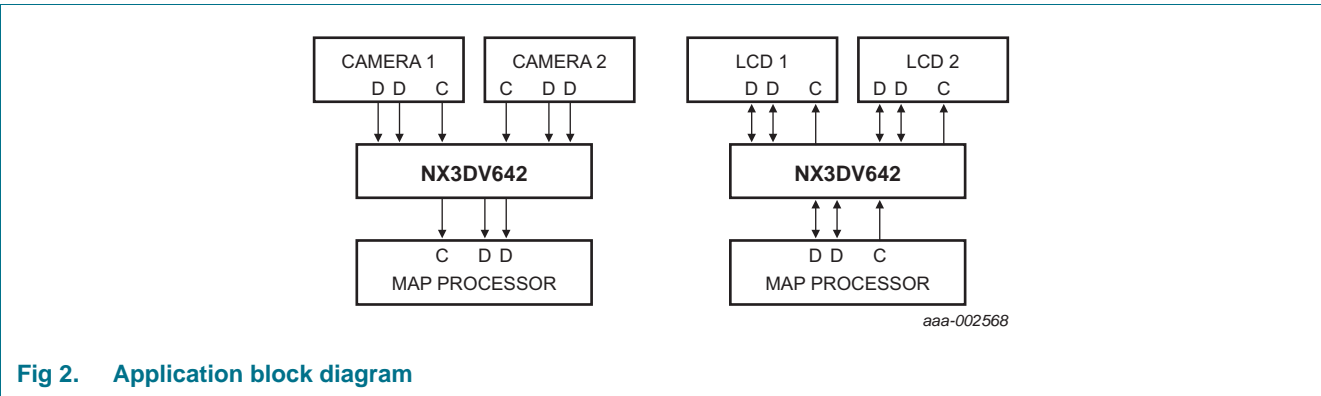 CAMERA 1 CAMERA 2 LCD 1 LCD 2
D D C C D D D D C D D C
NX3DV642 NX3DV642
C D D D D C
MAP PROCESSOR MAP PROCESSOR
aaa-002568
Fig 2. Application block diagram